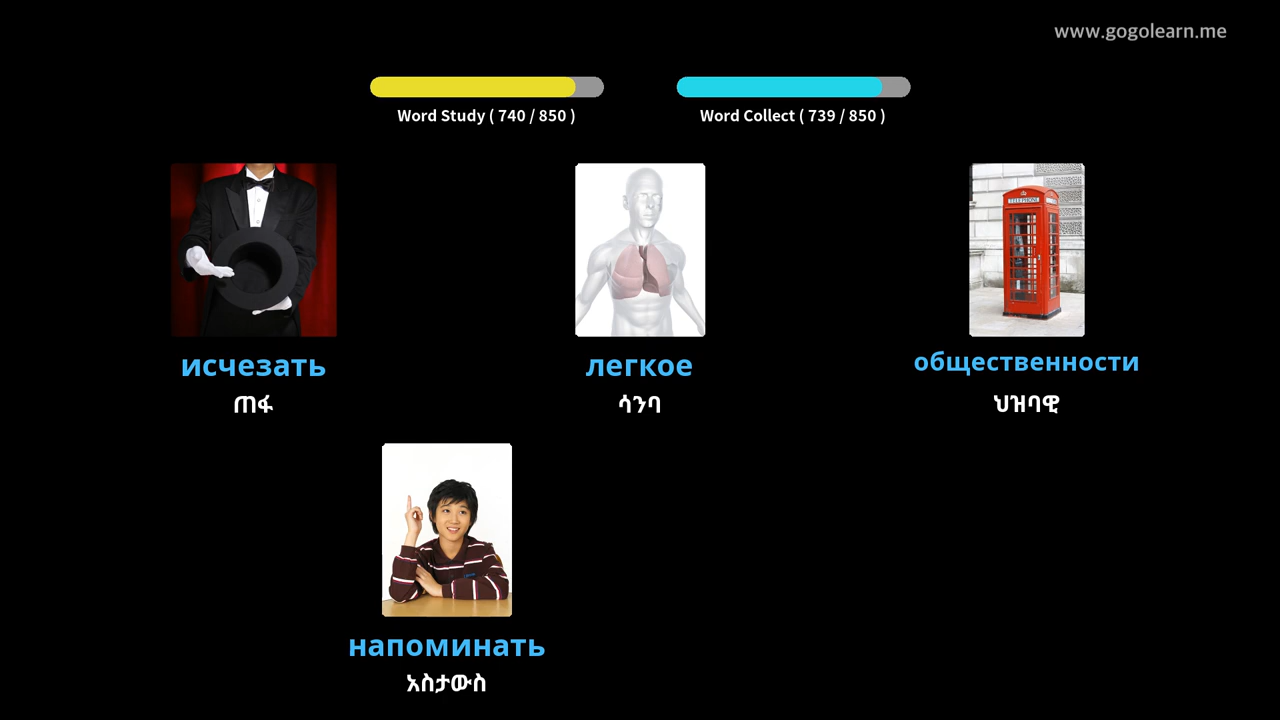 www.gogolearn.me
Word Study ( 740 / 850 )
Word Collect ( 739 / 850 )
TELEPHONE
исчезать
ጠፋ
легкое
ሳንባ
общественности
ህዝባዊ
напоминать
አስታውስ